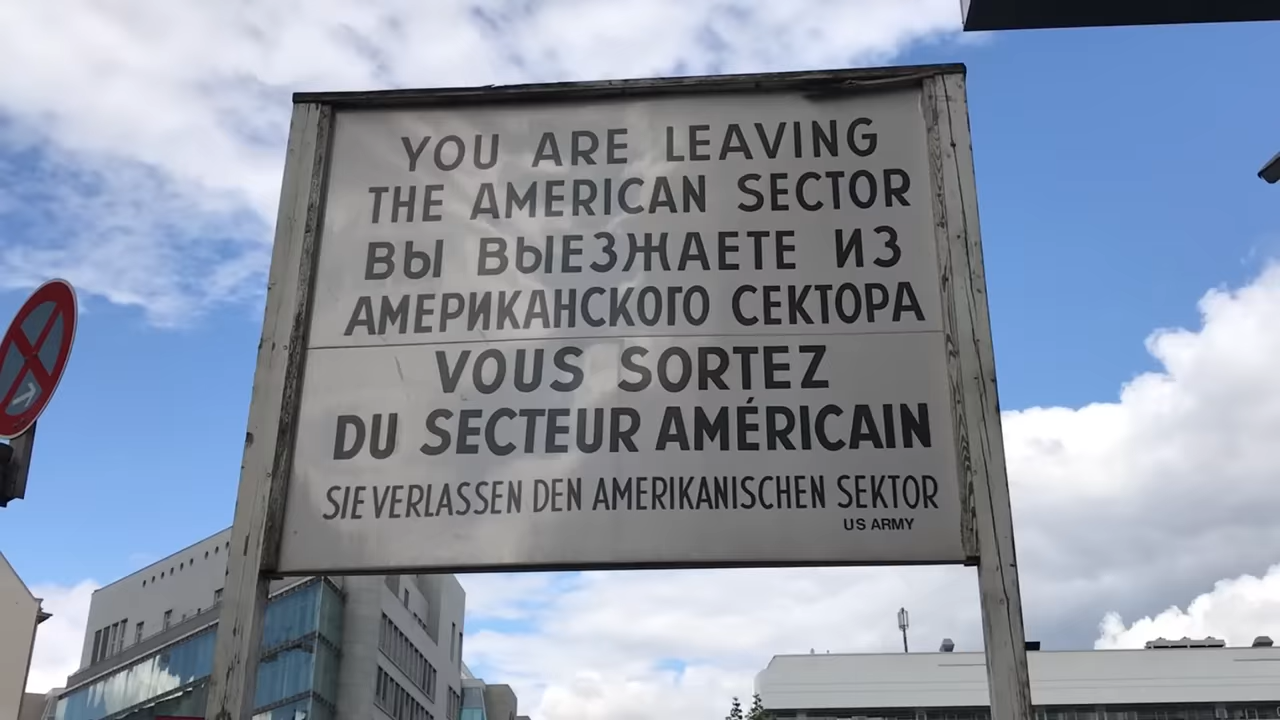 YOU ARE LEAVING
THE AMERICAN SECTOR
ВЫ ВЫЕЗЖАЕТЕ ИЗ
АМЕРИКАНСКОГО СЕКТОРА
VOUS SORTEZ
DU SECTEUR AMÉRICAIN
SIE VERLASSEN DEN AMERIKANISCHEN SEKTOR
US ARMY